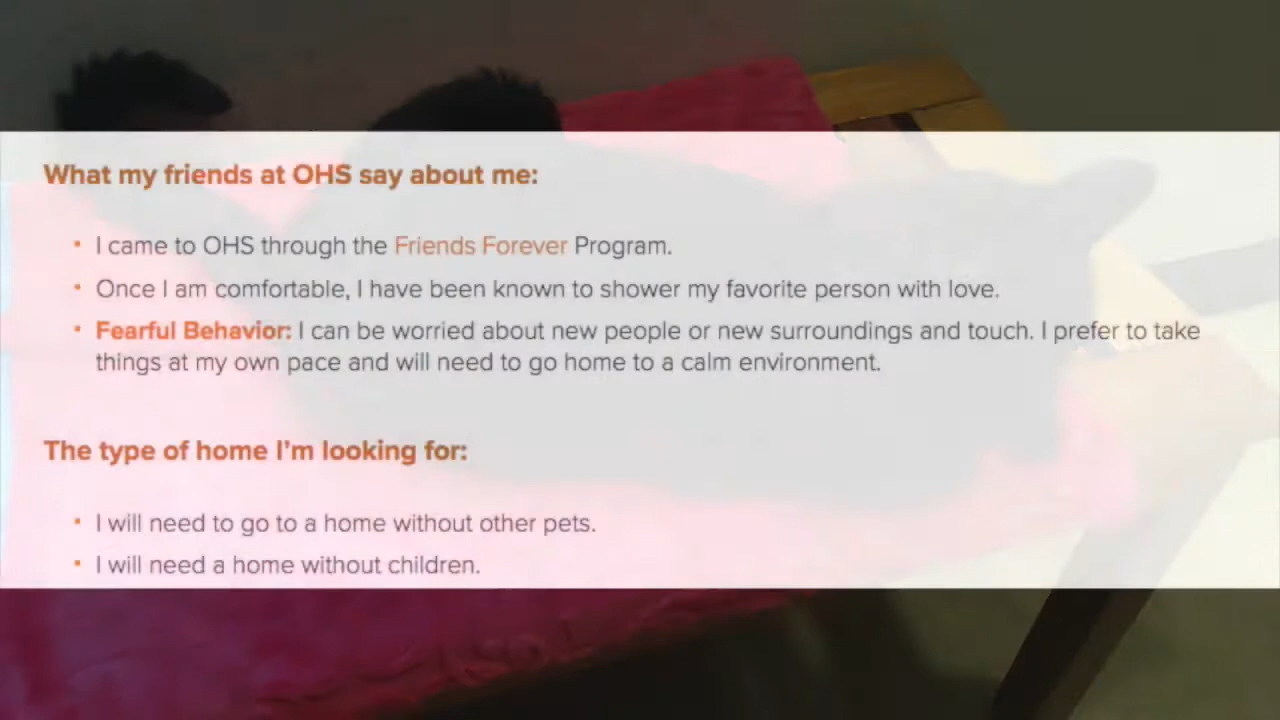 What my friends at OHS say about me:
• I came to OHS through the Friends Forever Program.
• Once I am comfortable, I have been known to shower my favorite person with love.
• Fearful Behavior: I can be worried about new people or new surroundings and touch. I prefer to take
things at my own pace and will need to go home to a calm environment.
The type of home I'm looking for:
• I will need to go to a home without other pets.
• I will need a home without children.